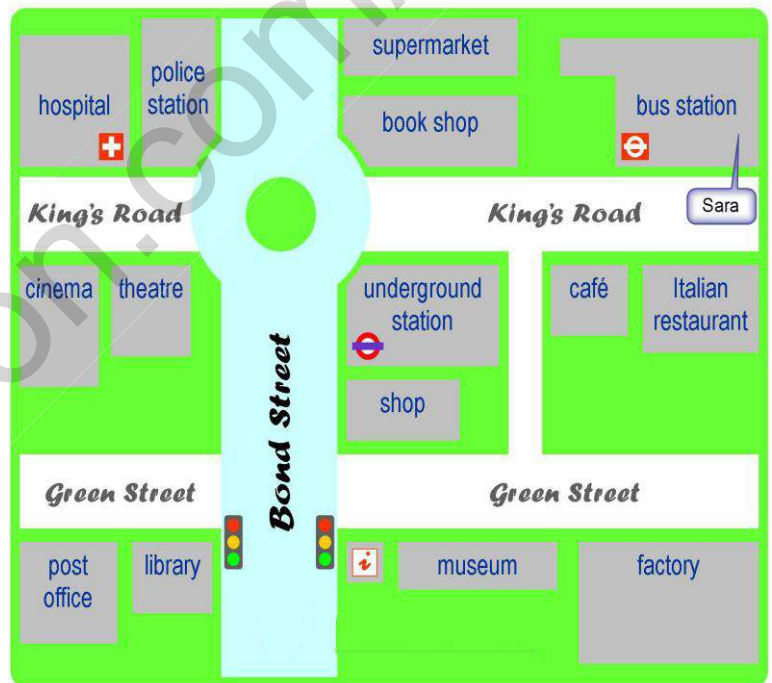 supermarket
police
station
hospital
book shop
bus station
Sara
King's Road
King's Road
cinema
theatre
underground
station
café
Italian
restaurant
shop
Bond Street
Green Street
Green Street
post
office
library
i
museum
factory